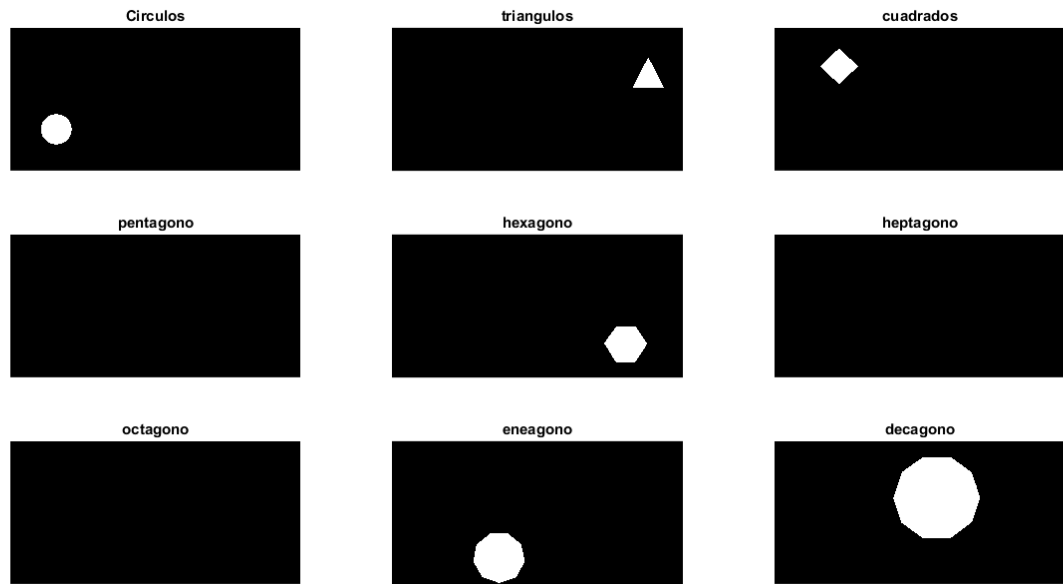 Circulos
triangulos
cuadrados
pentagono
hexagono
heptagono
octagono
eneagono
decagono